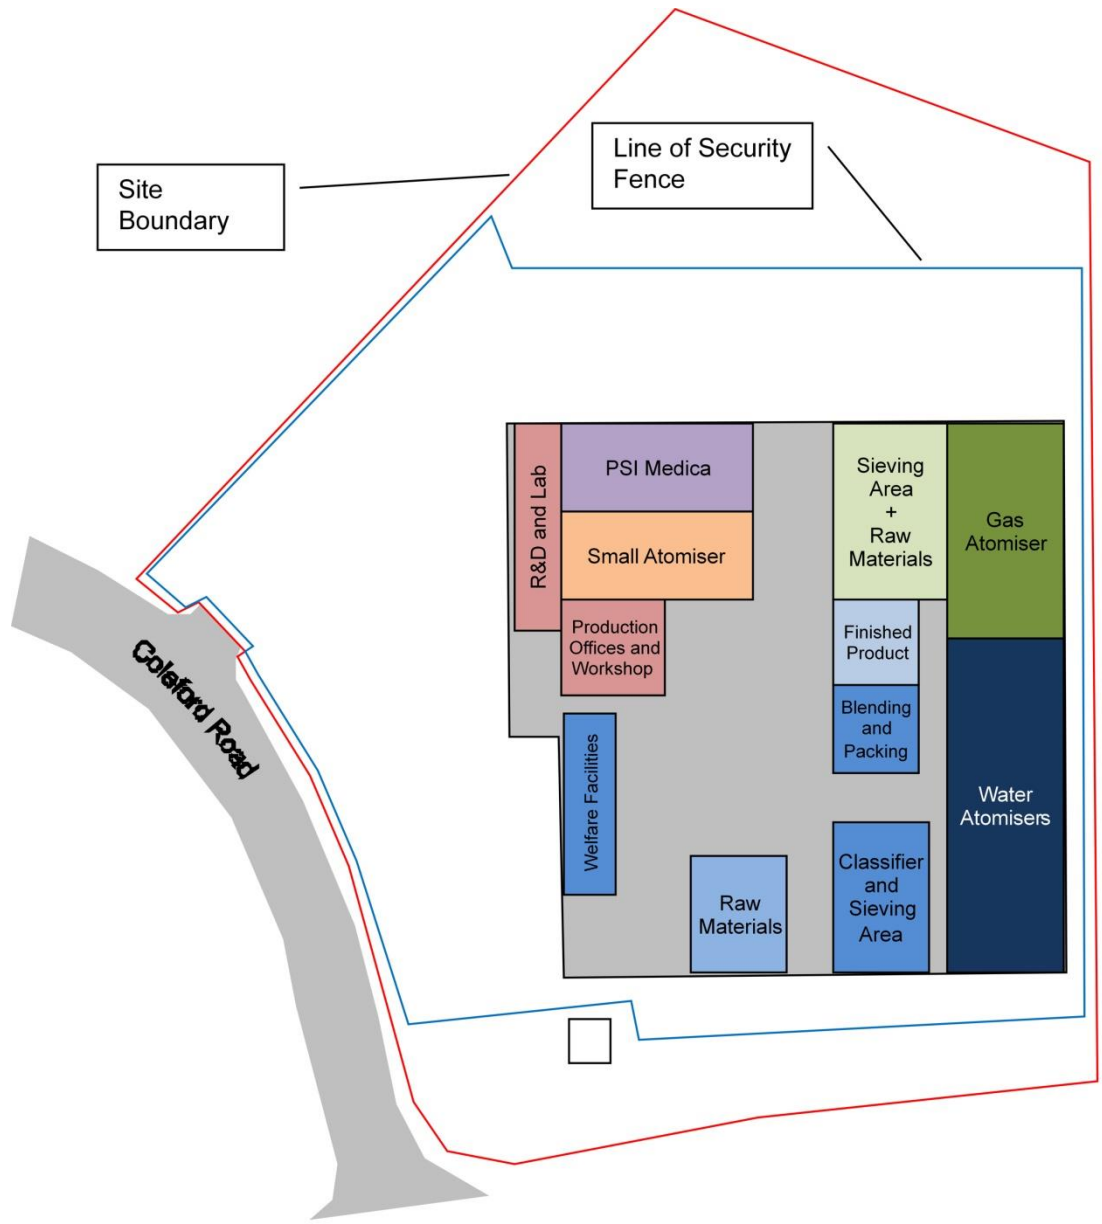 Site
Boundary
Line of Security
Fence
R&D and Lab
PSI Medica
Small Atomiser
Production
Offices and
Workshop
Welfare Facilities
Raw
Materials
Sieving
Area
+
Raw
Materials
Finished
Product
Blending
and
Packing
Classifier
and
Sieving
Area
Gas
Atomiser
Water
Atomisers
Coleford Road